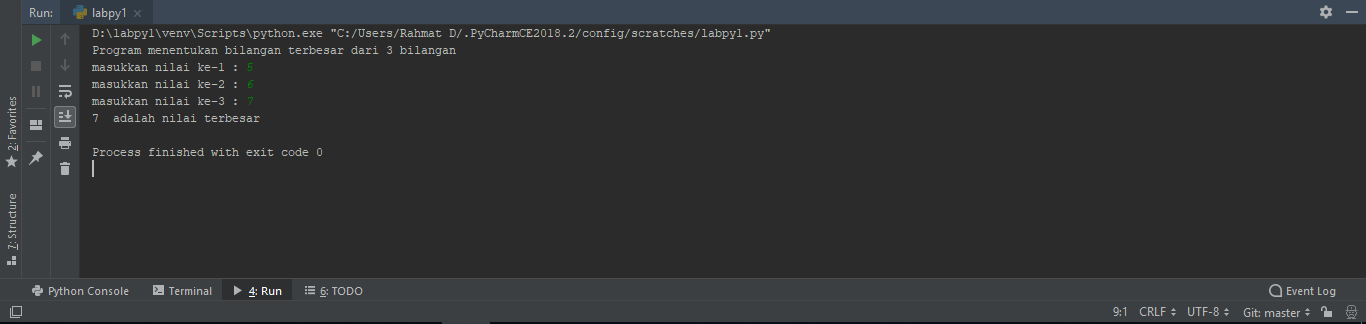 Run: labpy1
D:\labpy1\venv\Scripts\python.exe "C:/Users/Rahmat D/.PyCharmCE2018.2/config/scratches/labpy1.py"
Program menentukan bilangan terbesar dari 3 bilangan
masukkan nilai ke-1 : 5
masukkan nilai ke-2 : 6
masukkan nilai ke-3 : 7
7  adalah nilai terbesar
Process finished with exit code 0
2: Favorites
7: Structure
Python Console Terminal 4: Run 6: TODO Event Log
9:1 CRLF UTF-8 Git: master